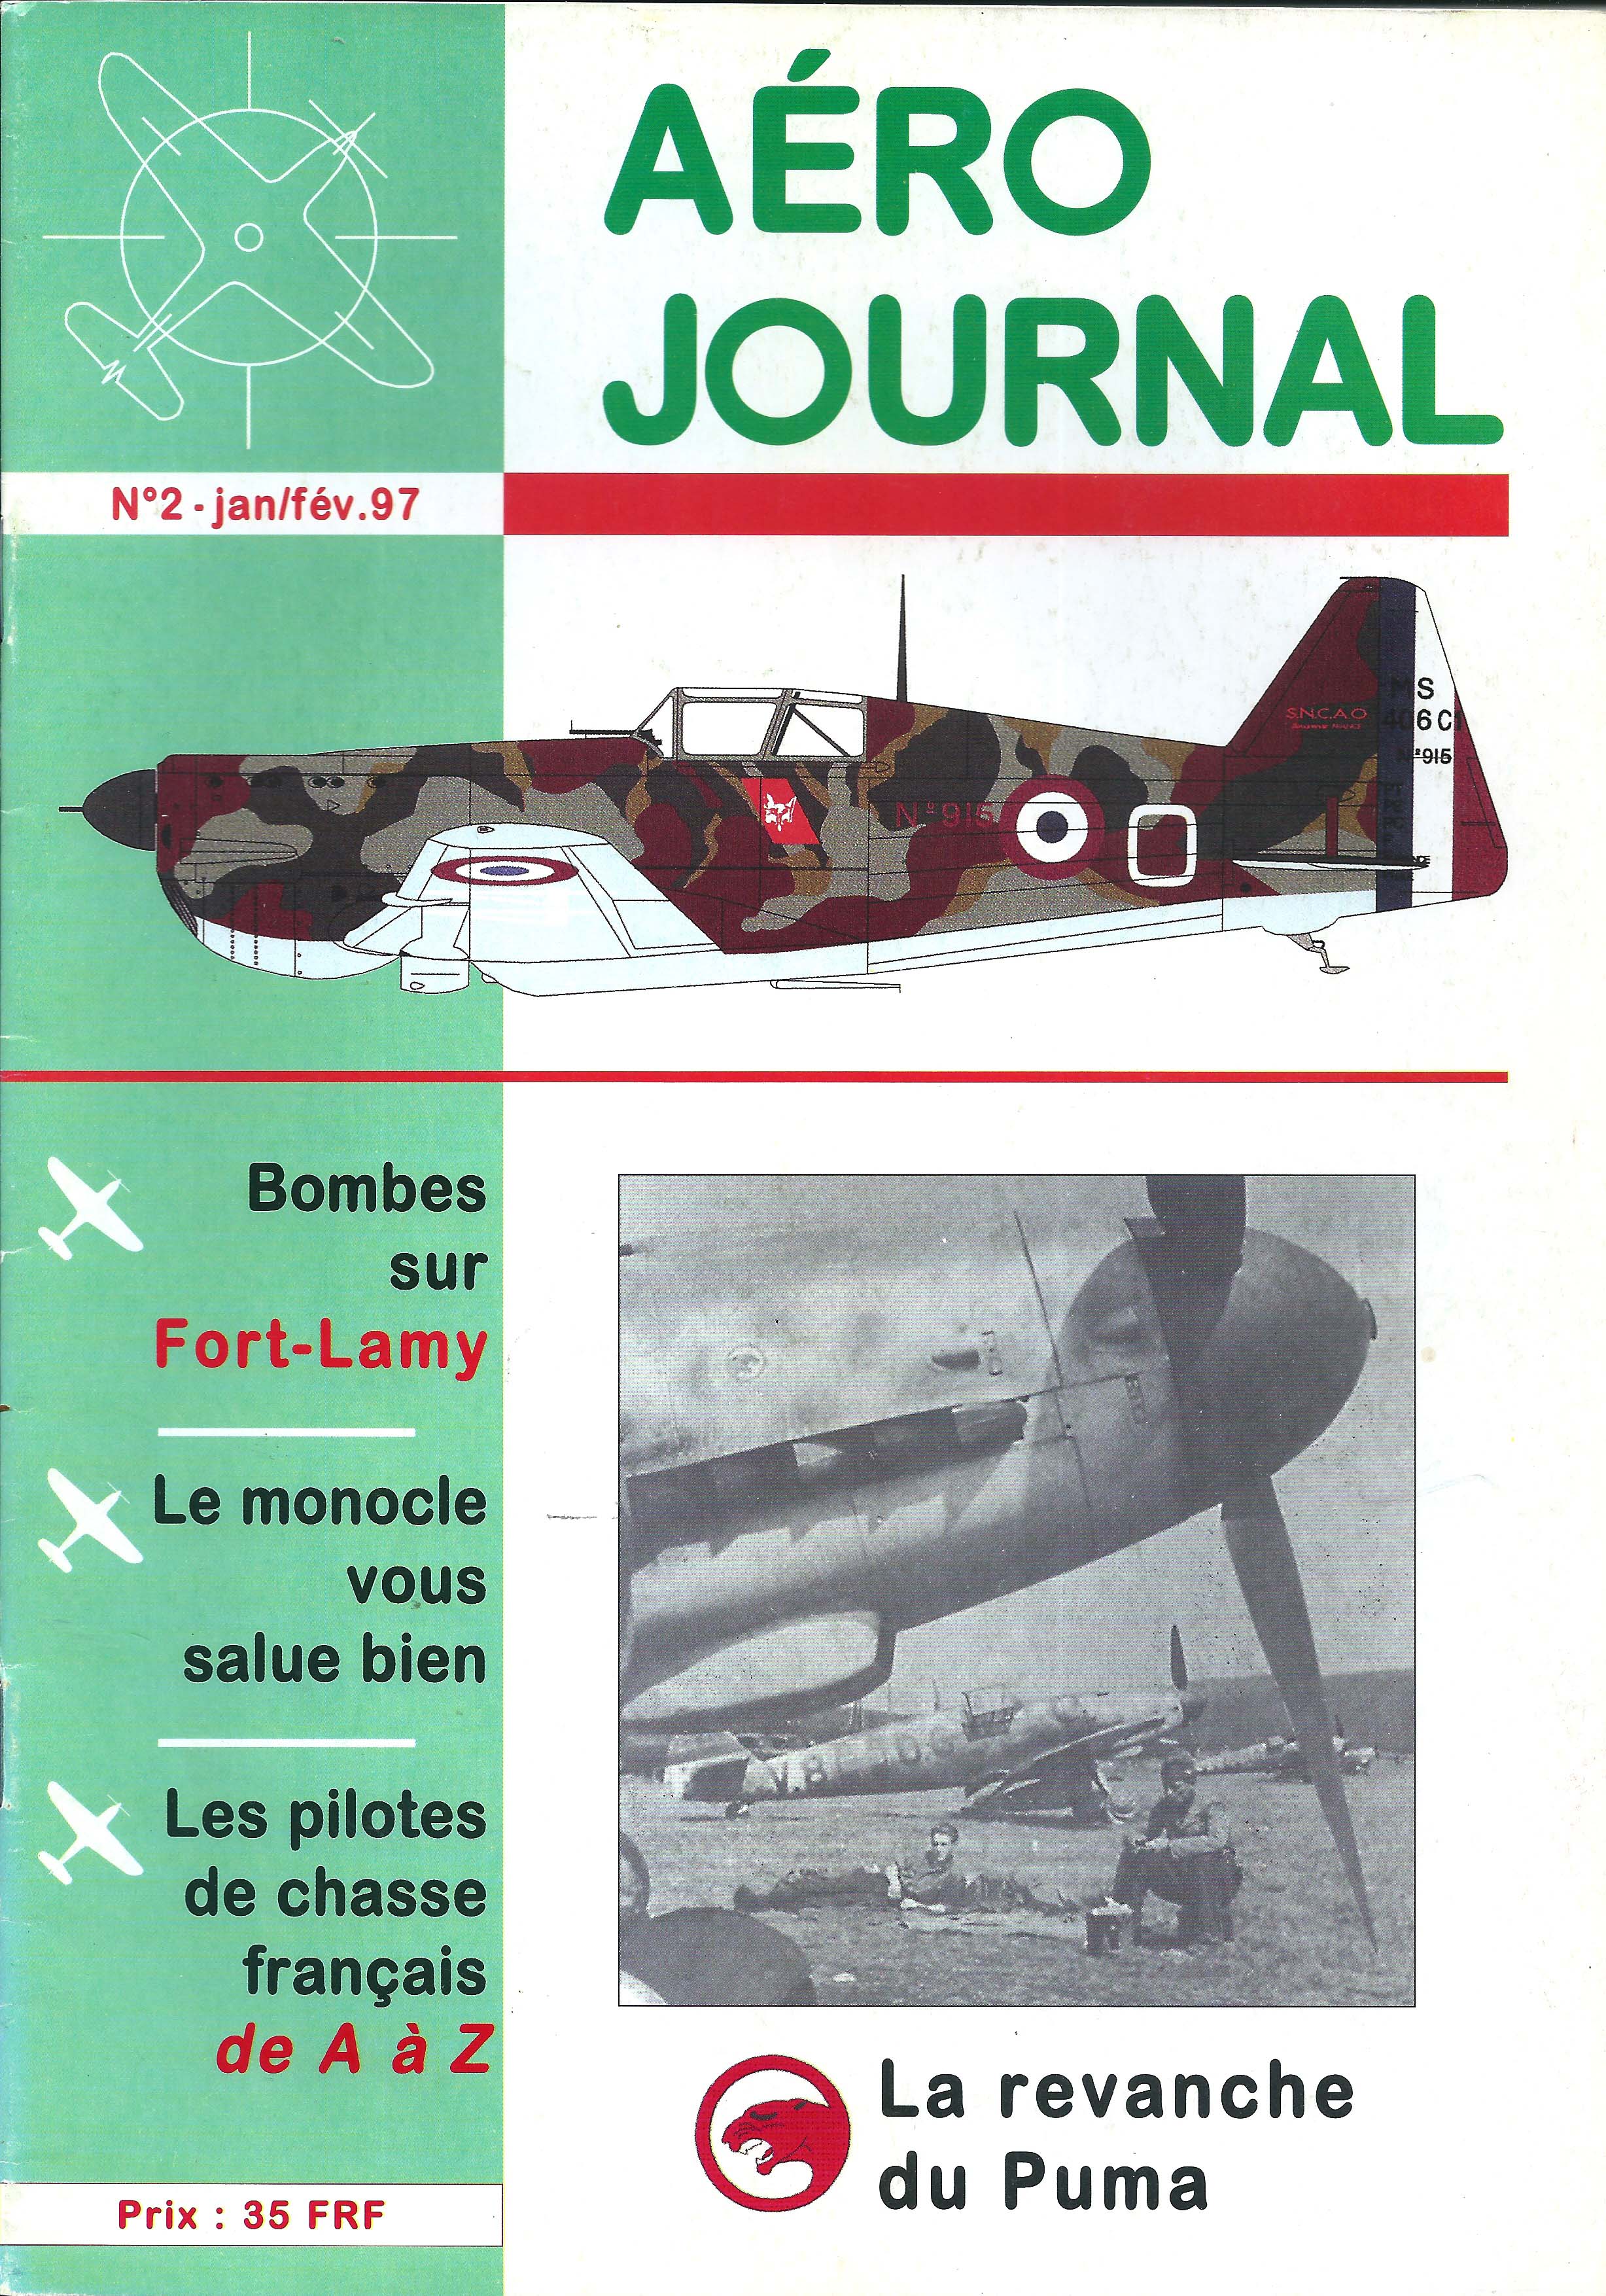 AÉRO
JOURNAL
N°2 - jan/fév.97
MS
406 C1
N°915
S.N.C.A.O
N°915
O
Bombes
sur
Fort-Lamy
Le monocle
vous
salue bien
Les pilotes
de chasse
français
de A à Z
La revanche
du Puma
Prix : 35 FRF